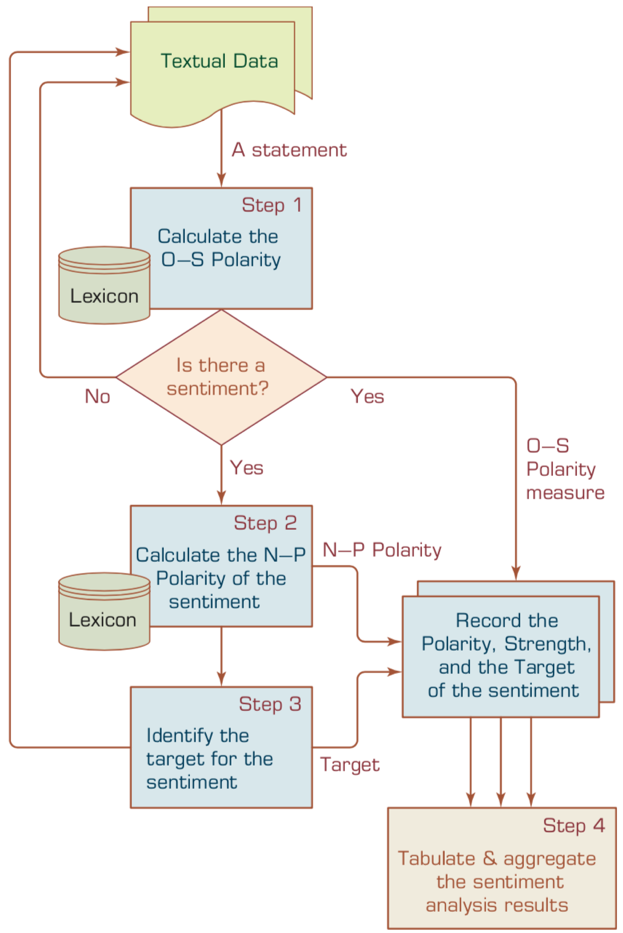 Textual Data
A statement
Step 1
Calculate the
O–S Polarity
Lexicon
Is there a
sentiment?
No
Yes
Yes
O–S
Polarity
measure
Step 2
Calculate the N–P
Polarity of the
sentiment
N–P Polarity
Lexicon
Record the
Polarity, Strength,
and the Target
of the sentiment
Step 3
Identify the
target for the
sentiment
Target
Step 4
Tabulate & aggregate
the sentiment
analysis results